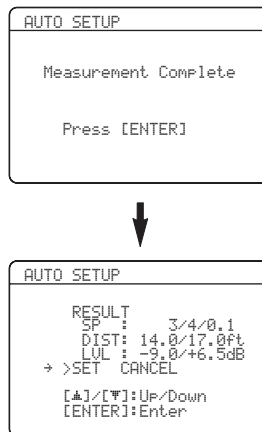 AUTO SETUP
Measurement Complete
Press [ENTER]
AUTO SETUP
RESULT
SP : 3/4/0.1
DIST: 14.0/17.0ft
LVL : -9.0/+6.5dB
→ >SET CANCEL
[▲]/[▼]:Up/Down
[ENTER]:Enter